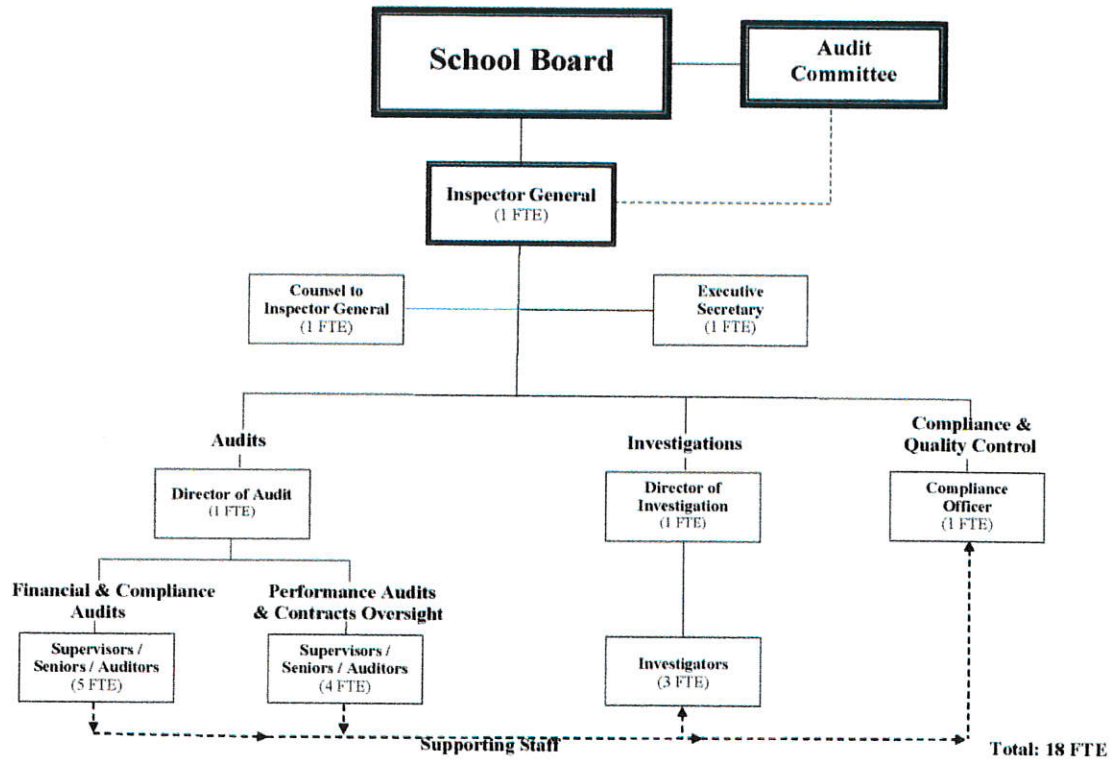 School Board
Audit
Committee
Inspector General
(1 FTE)
Counsel to
Inspector General
(1 FTE)
Executive
Secretary
(1 FTE)
Audits
Investigations
Compliance &
Quality Control
Director of Audit
(1 FTE)
Director of
Investigation
(1 FTE)
Compliance
Officer
(1 FTE)
Financial & Compliance
Audits
Performance Audits
& Contracts Oversight
Supervisors /
Seniors / Auditors
(5 FTE)
Supervisors /
Seniors / Auditors
(4 FTE)
Investigators
(3 FTE)
Supporting Staff
Total: 18 FTE